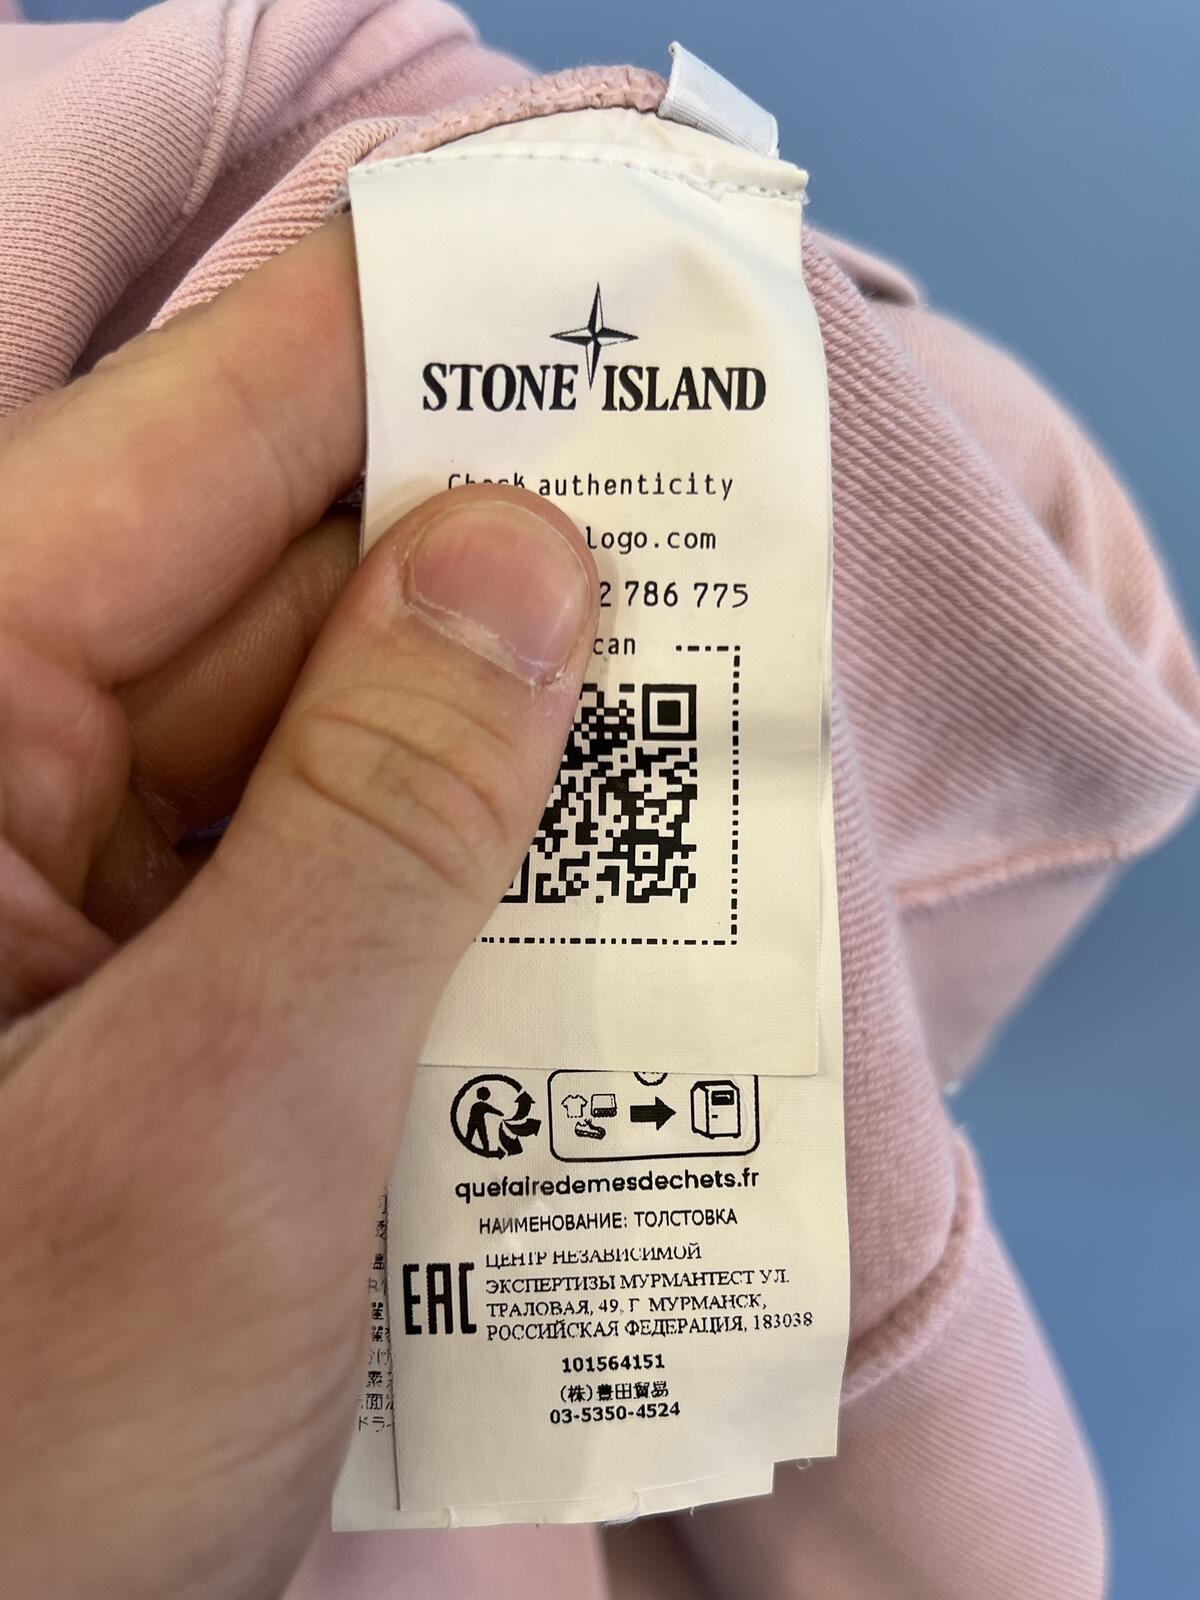 STONE ISLAND
authenticity
logo.com
2 786 775
quefairedemesdechets.fr
НАИМЕНОВАНИЕ: ТОЛСТОВКА
ЦЕНТР НЕЗАВИСИМОЙ
ЭКСПЕРТИЗЫ МУРМАНТЕСТ УЛ.
ТРАЛОВАЯ, 49, Г МУРМАНСК,
РОССИЙСКАЯ ФЕДЕРАЦИЯ, 183038
EAC
101564151
(株)豊田貿易
03-5350-4524